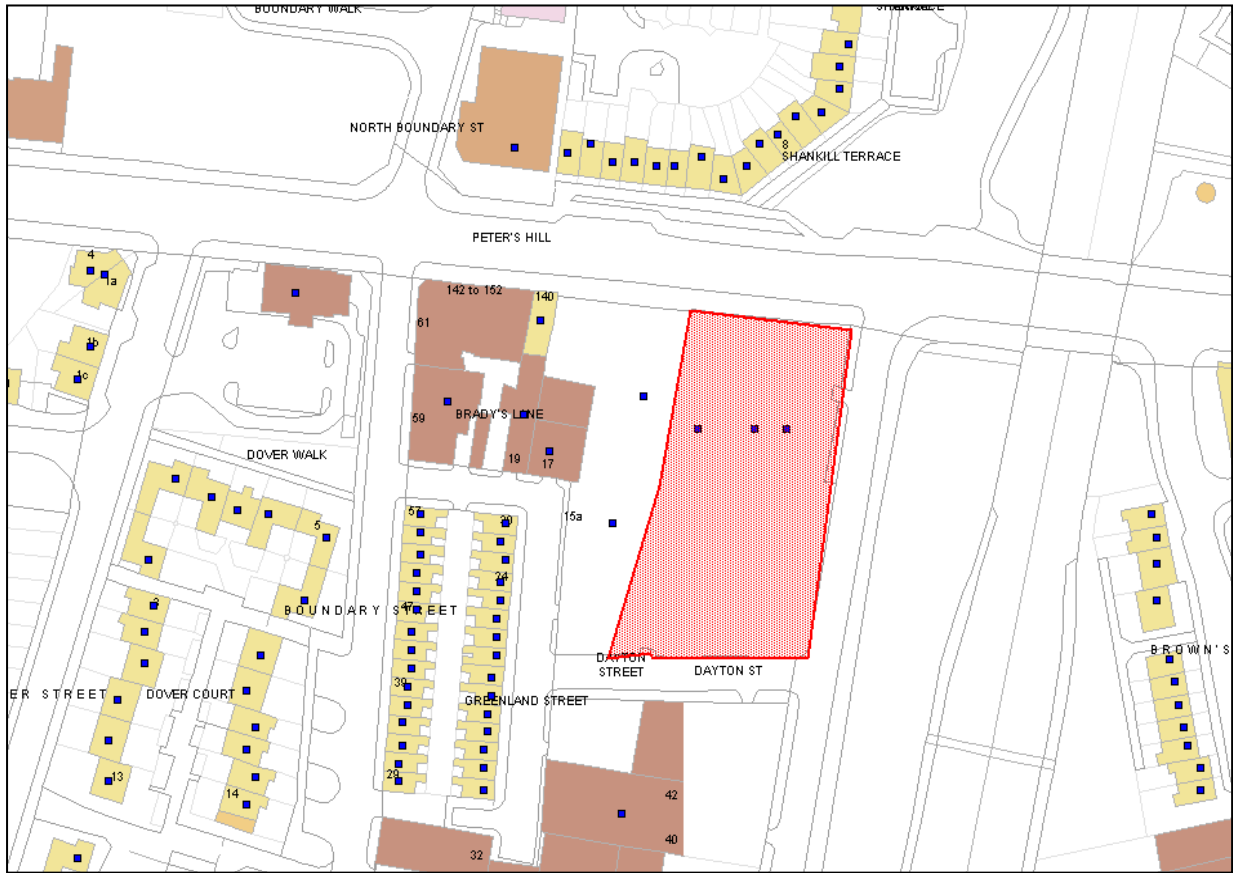 BOUNDARY WALK
NORTH BOUNDARY ST
8
SHANKILL TERRACE
PETER'S HILL
4
1a
142 to 152
140
61
1b
1c
59
BRADY'S LANE
19
17
DOVER WALK
57
30
15a
5
24
3
BOUNDARY STREET
47
DAYTON
STREET
DAYTON ST
BROWN'S
ER STREET
DOVER COURT
39
GREENLAND STREET
13
14
29
42
40
32